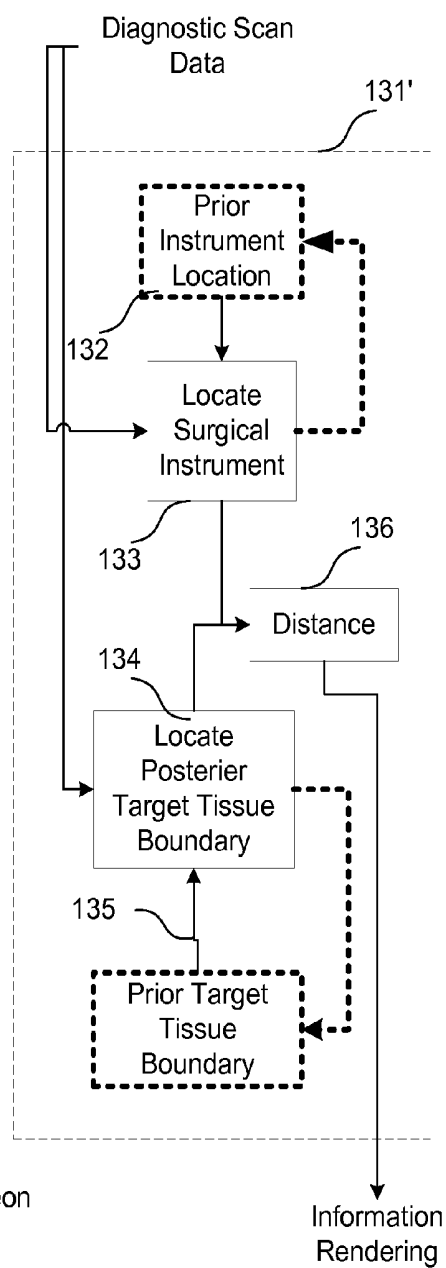 Diagnostic Scan
Data
131'
Prior
Instrument
Location
132
Locate
Surgical
Instrument
133
136
Distance
134
Locate
Posterier
Target Tissue
Boundary
135
Prior Target
Tissue
Boundary
eon
Information
Rendering